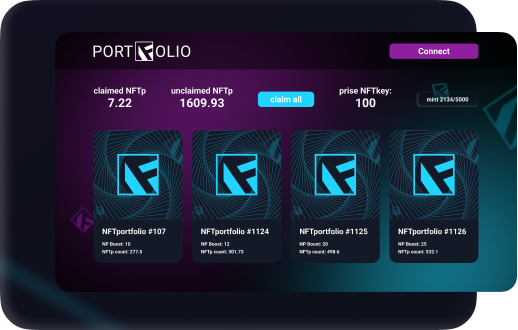 PORTFOLIO
Connect
claimed NFTp
7.22
unclaimed NFTp
1609.93
claim all
prise NFTkey:
100
mint 2134/5000
NFTportfolio #107
NP Boost: 10
NFTp count: 277.5
NFTportfolio #1124
NP Boost: 12
NFTp count: 301.73
NFTportfolio #1125
NP Boost: 20
NFTp count: 498.6
NFTportfolio #1126
NP Boost: 25
NFTp count: 532.1